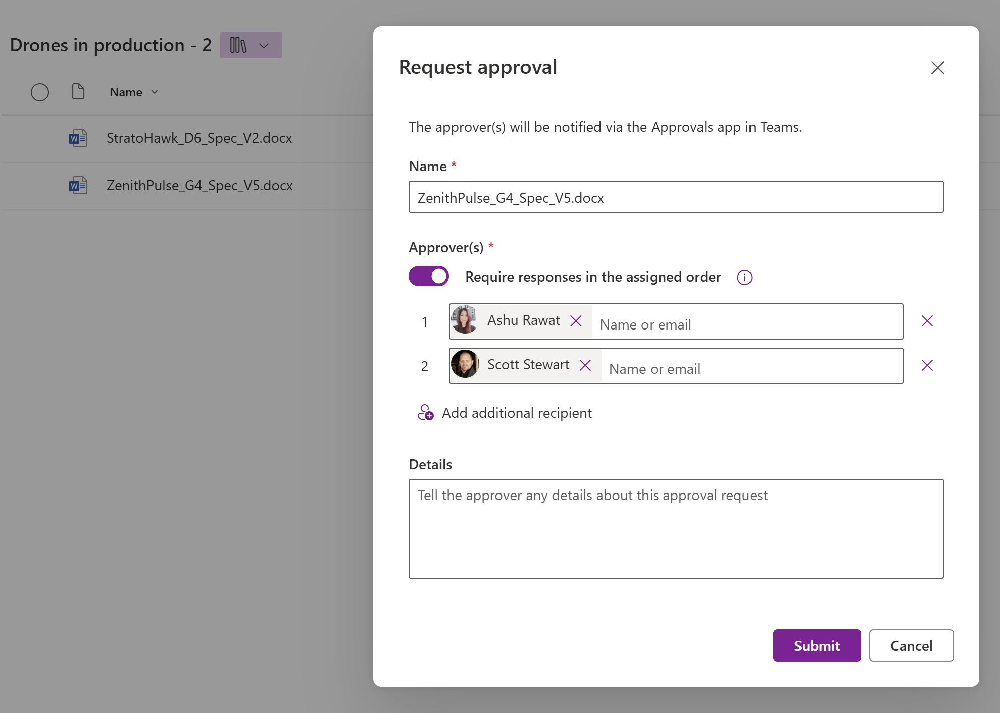 Drones in production - 2
Name
StratoHawk_D6_Spec_V2.docx
ZenithPulse_G4_Spec_V5.docx
Request approval
The approver(s) will be notified via the Approvals app in Teams.
Name *
ZenithPulse_G4_Spec_V5.docx
Approver(s) *
Require responses in the assigned order
1 Ashu Rawat Name or email
2 Scott Stewart Name or email
Add additional recipient
Details
Tell the approver any details about this approval request
Submit Cancel